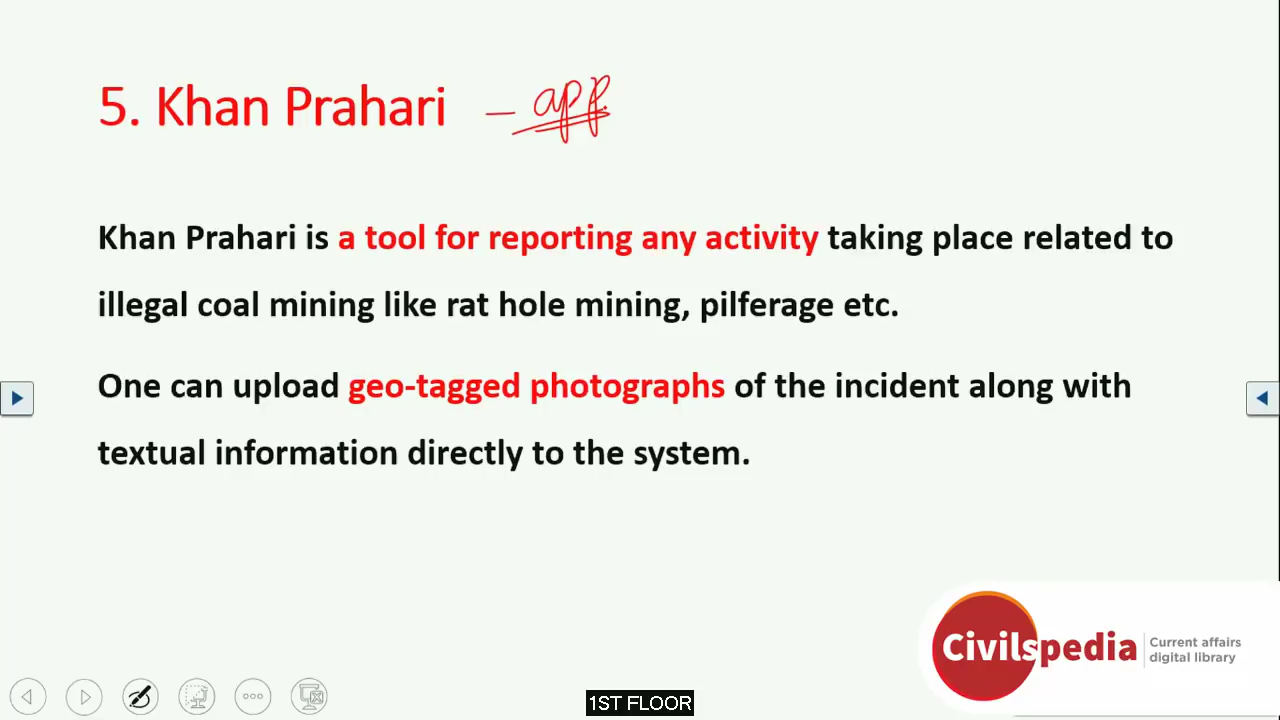 5. Khan Prahari - app
Khan Prahari is a tool for reporting any activity taking place related to
illegal coal mining like rat hole mining, pilferage etc.
One can upload geo-tagged photographs of the incident along with
textual information directly to the system.
Civilspedia
Current affairs
digital library
1ST FLOOR